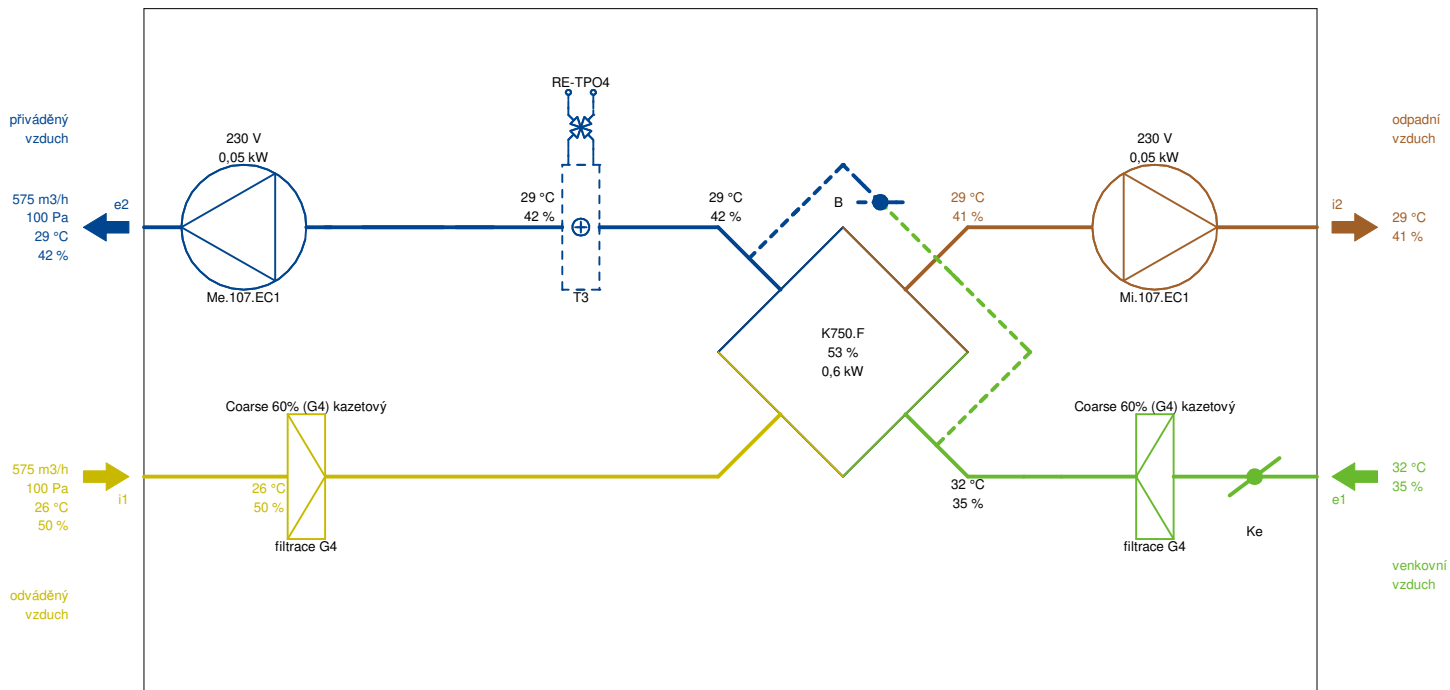 RE-TPO4
přiváděný
vzduch
230 V
0,05 kW
575 m3/h
100 Pa
29 °C
42 %
e2
Me.107.EC1
29 °C
42 %
T3
29 °C
42 %
B
29 °C
41 %
230 V
0,05 kW
Mi.107.EC1
odpadní
vzduch
i2
29 °C
41 %
K750.F
53 %
0,6 kW
Coarse 60% (G4) kazetový
575 m3/h
100 Pa
26 °C
50 %
i1
26 °C
50 %
filtrace G4
odváděný
vzduch
Coarse 60% (G4) kazetový
32 °C
35 %
filtrace G4
Ke
32 °C
35 %
e1
venkovní
vzduch